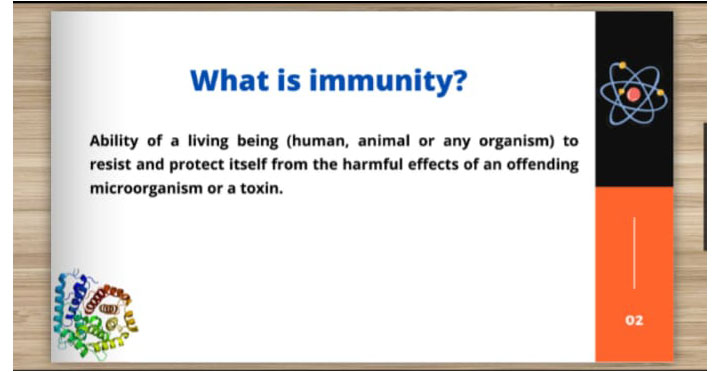 What is immunity?
Ability of a living being (human, animal or any organism) to
resist and protect itself from the harmful effects of an offending
microorganism or a toxin.
02